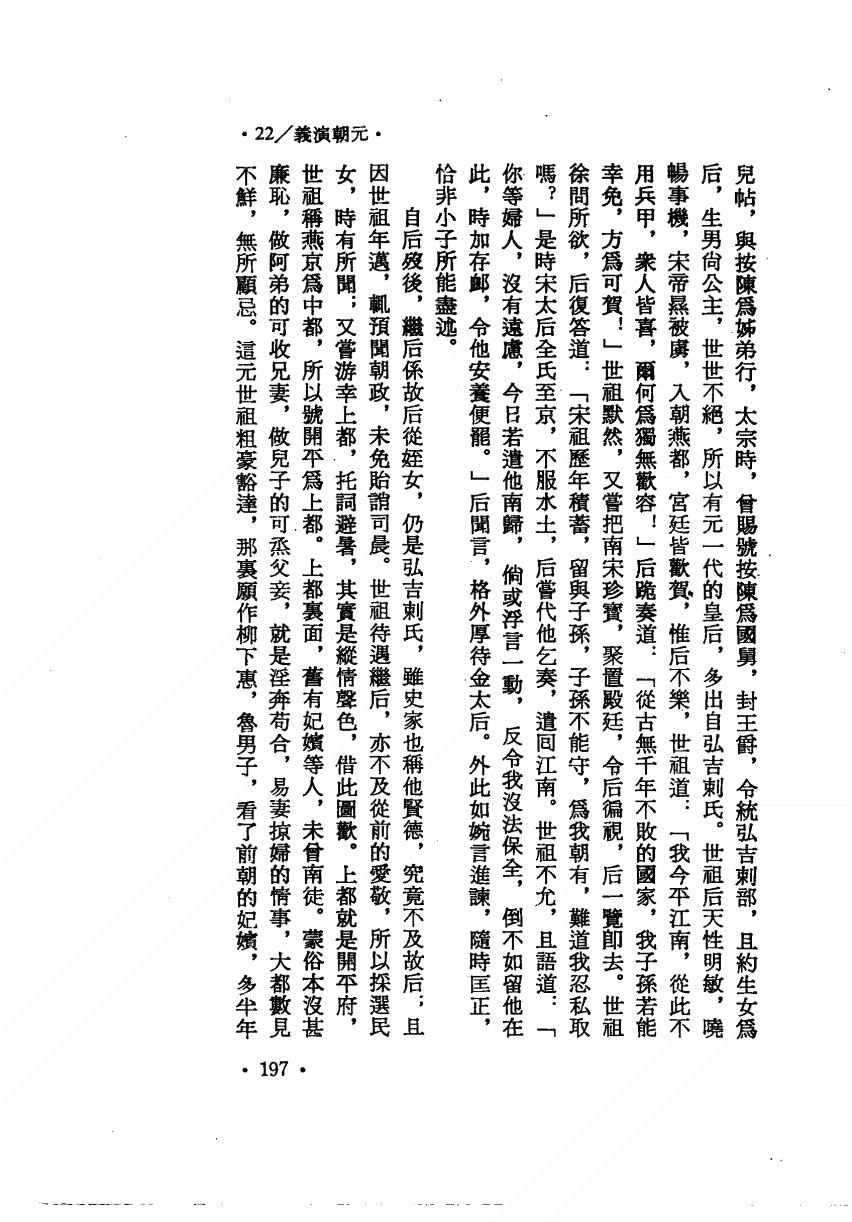 ·22／義演朝元·
兒帖，與按陳爲姊弟行，太宗時，曾賜號按陳爲國舅，封王爵，令統弘吉剌部，且約生女爲
后，生男尙公主，世世不絕，所以有元一代的皇后，多出自弘吉剌氏。世祖后天性明敏，曉
暢事機，宋帝㬎被虜，入朝燕都，宮廷皆歡賀，惟后不樂，世祖道：「我今平江南，從此不
用兵甲，衆人皆喜，爾何爲獨無歡容！」后跪奏道：「從古無千年不敗的國家，我子孫若能
幸免，方爲可賀！」世祖默然，又嘗把南宋珍寶，聚置殿廷，令后徧視，后一覽卽去。世祖
徐問所欲，后復答道：「宋祖歷年積蓄，留與子孫，子孫不能守，爲我朝有，難道我忍私取
嗎？」是時宋太后全氏至京，不服水土，后嘗代他乞奏，遣回江南。世祖不允，且語道：「
你等婦人，沒有遠慮，今日若遣他南歸，倘或浮言一動，反令我沒法保全，倒不如留他在
此，時加存卹，令他安養便罷。」后聞言，格外厚待金太后。外此如婉言進諫，隨時匡正，
恰非小子所能盡述。
自后歿後，繼后係故后從姪女，仍是弘吉剌氏，雖史家也稱他賢德，究竟不及故后；且
因世祖年邁，輒預聞朝政，未免貽誚司晨。世祖待遇繼后，亦不及從前的愛敬，所以採選民
女，時有所聞；又嘗游幸上都，托詞避暑，其實是縱情聲色，借此圖歡。上都就是開平府，
世祖稱燕京爲中都，所以號開平爲上都。上都裏面，舊有妃嬪等人，未曾南徒。蒙俗本沒甚
廉恥，做阿弟的可收兄妻，做兒子的可烝父妾，就是淫奔苟合，易妻掠婦的情事，大都數見
不鮮，無所顧忌。這元世祖粗豪豁達，那裏願作柳下惠，魯男子，看了前朝的妃嬪，多半年
·197·